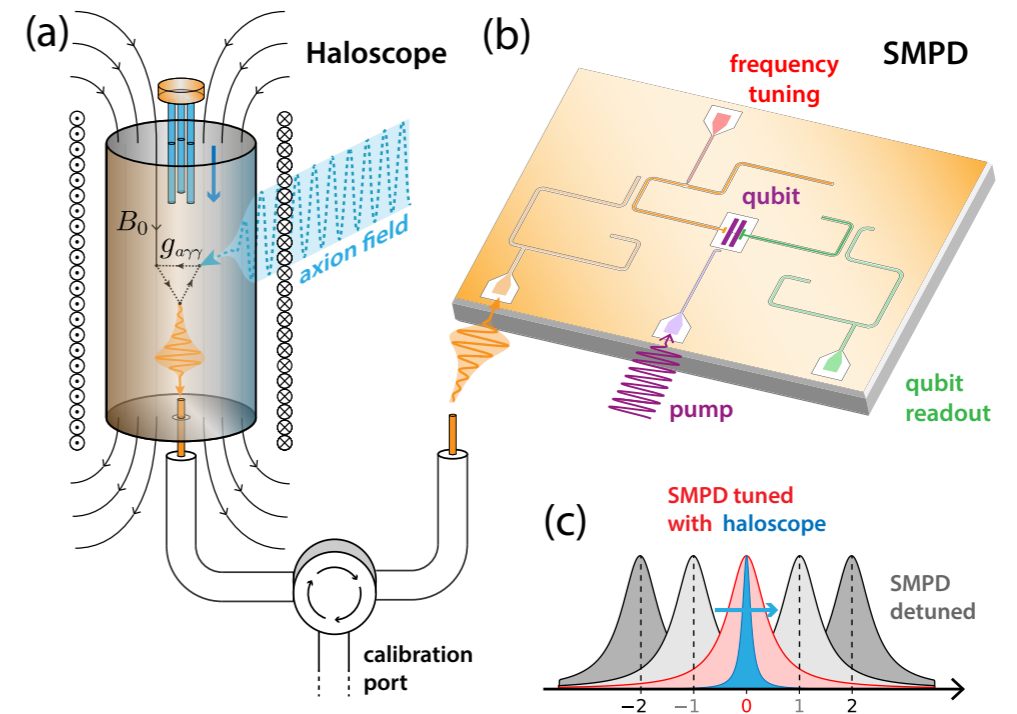 (a)
Haloscope
B₀
gₐγγ
axion field
calibration
port
(b)
SMPD
frequency
tuning
qubit
pump
qubit
readout
(c)
SMPD tuned
with haloscope
SMPD
detuned
−2 −1 0 1 2